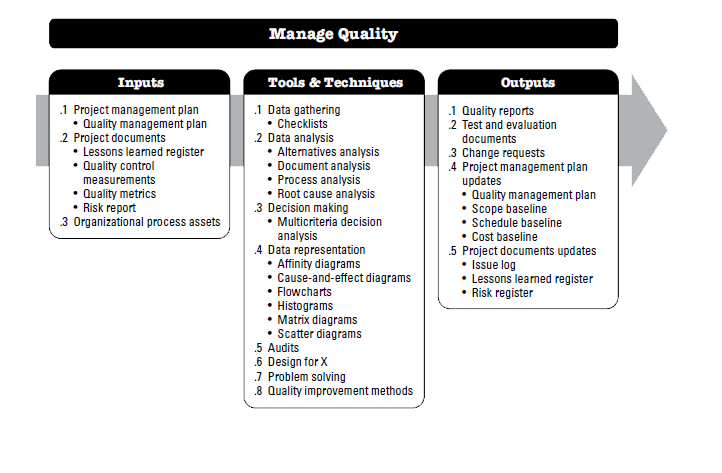 Manage Quality
Inputs
.1 Project management plan
• Quality management plan
.2 Project documents
• Lessons learned register
• Quality control
measurements
• Quality metrics
• Risk report
.3 Organizational process assets
Tools & Techniques
.1 Data gathering
• Checklists
.2 Data analysis
• Alternatives analysis
• Document analysis
• Process analysis
• Root cause analysis
.3 Decision making
• Multicriteria decision
analysis
.4 Data representation
• Affinity diagrams
• Cause-and-effect diagrams
• Flowcharts
• Histograms
• Matrix diagrams
• Scatter diagrams
.5 Audits
.6 Design for X
.7 Problem solving
.8 Quality improvement methods
Outputs
.1 Quality reports
.2 Test and evaluation
documents
.3 Change requests
.4 Project management plan
updates
• Quality management plan
• Scope baseline
• Schedule baseline
• Cost baseline
.5 Project documents updates
• Issue log
• Lessons learned register
• Risk register